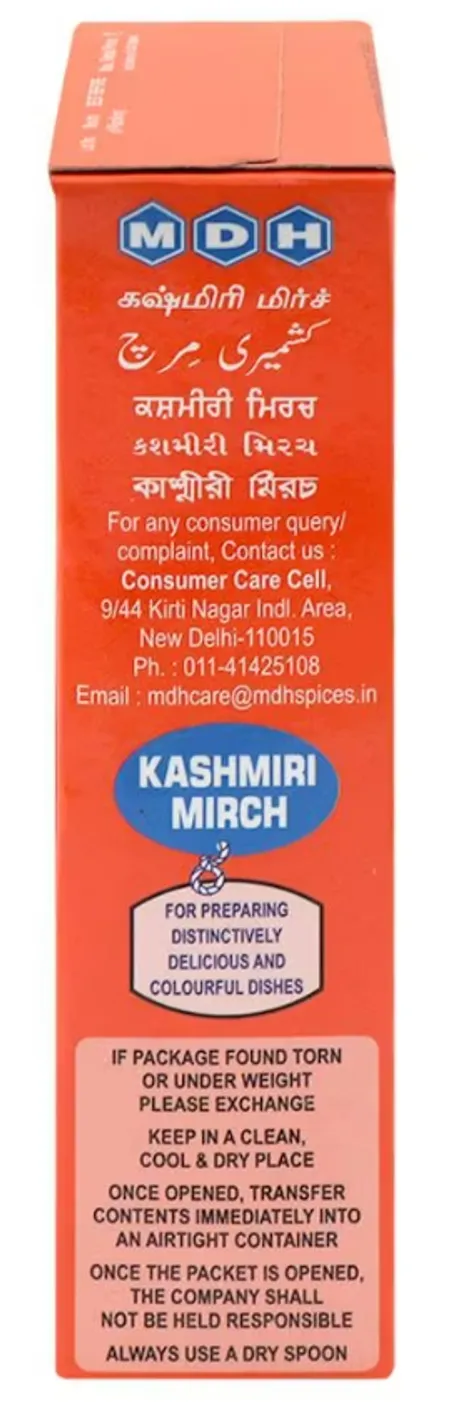 MDH
கஷ்மிரி மிர்ச்
کشمیری مِرچ
ਕਸ਼ਮੀਰੀ ਮਿਰਚ
કશમીરી મિરચ
কাশ্মীরী মিরচ
For any consumer query/
complaint, Contact us :
Consumer Care Cell,
9/44 Kirti Nagar Indl. Area,
New Delhi-110015
Ph. : 011-41425108
Email : mdhcare@mdhspices.in
KASHMIRI
MIRCH
FOR PREPARING
DISTINCTIVELY
DELICIOUS AND
COLOURFUL DISHES
IF PACKAGE FOUND TORN
OR UNDER WEIGHT
PLEASE EXCHANGE
KEEP IN A CLEAN,
COOL & DRY PLACE
ONCE OPENED, TRANSFER
CONTENTS IMMEDIATELY INTO
AN AIRTIGHT CONTAINER
ONCE THE PACKET IS OPENED,
THE COMPANY SHALL
NOT BE HELD RESPONSIBLE
ALWAYS USE A DRY SPOON